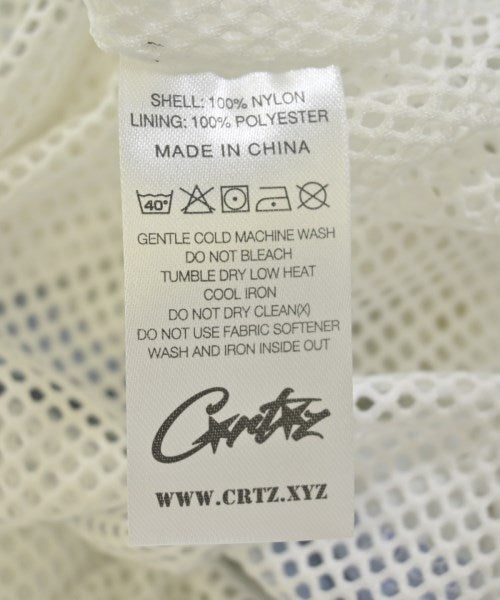 SHELL: 100% NYLON
LINING: 100% POLYESTER
MADE IN CHINA
40°
GENTLE COLD MACHINE WASH
DO NOT BLEACH
TUMBLE DRY LOW HEAT
COOL IRON
DO NOT DRY CLEAN(X)
DO NOT USE FABRIC SOFTENER
WASH AND IRON INSIDE OUT
Crtz
WWW.CRTZ.XYZ